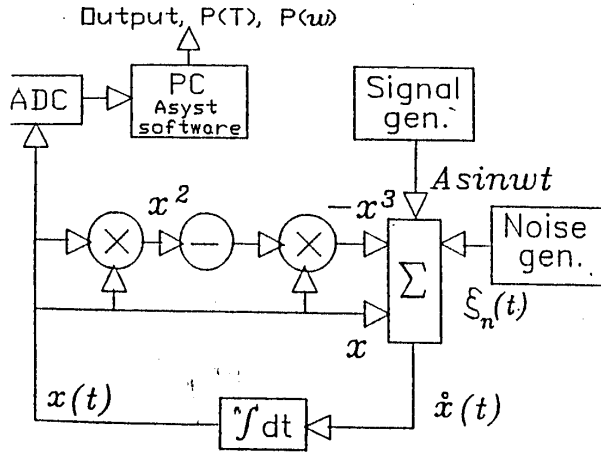 Output, P(T), P(w)
ADC
PC
Asyst
software
Signal
gen.
Asinwt
x²
-x³
×
−
×
Σ
Noise
gen.
ξₙ(t)
x
x(t)
∫dt
ẋ(t)